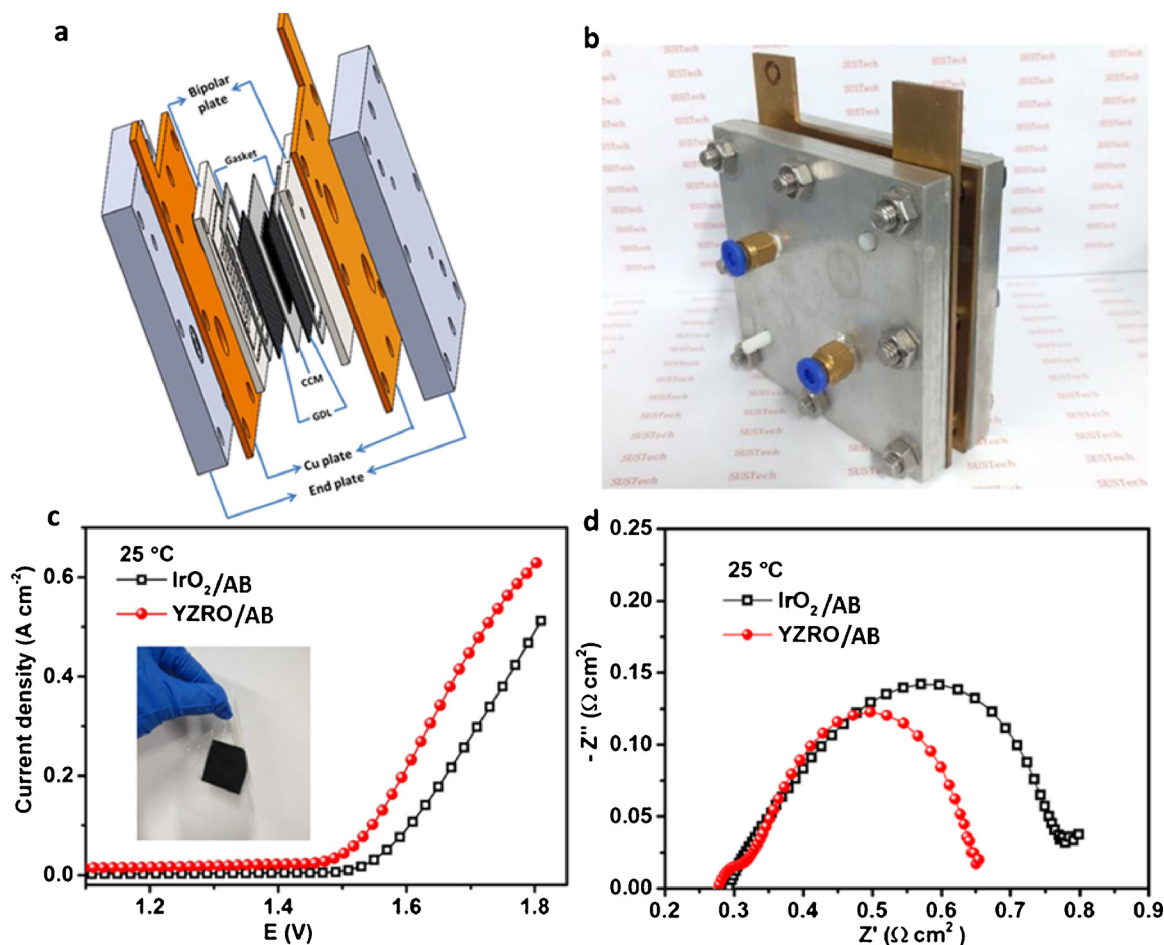 a
Bipolar
plate
Gasket
CCM
GDL
Cu plate
End plate
b
SUSTech
c
25 °C
IrO₂/AB
YZRO/AB
Current density (A cm⁻²)
0.6
0.4
0.2
0.0
1.2
1.4
1.6
1.8
E (V)
d
25 °C
IrO₂/AB
YZRO/AB
- Z'' (Ω cm²)
0.25
0.20
0.15
0.10
0.05
0.00
0.2
0.3
0.4
0.5
0.6
0.7
0.8
0.9
Z' (Ω cm²)